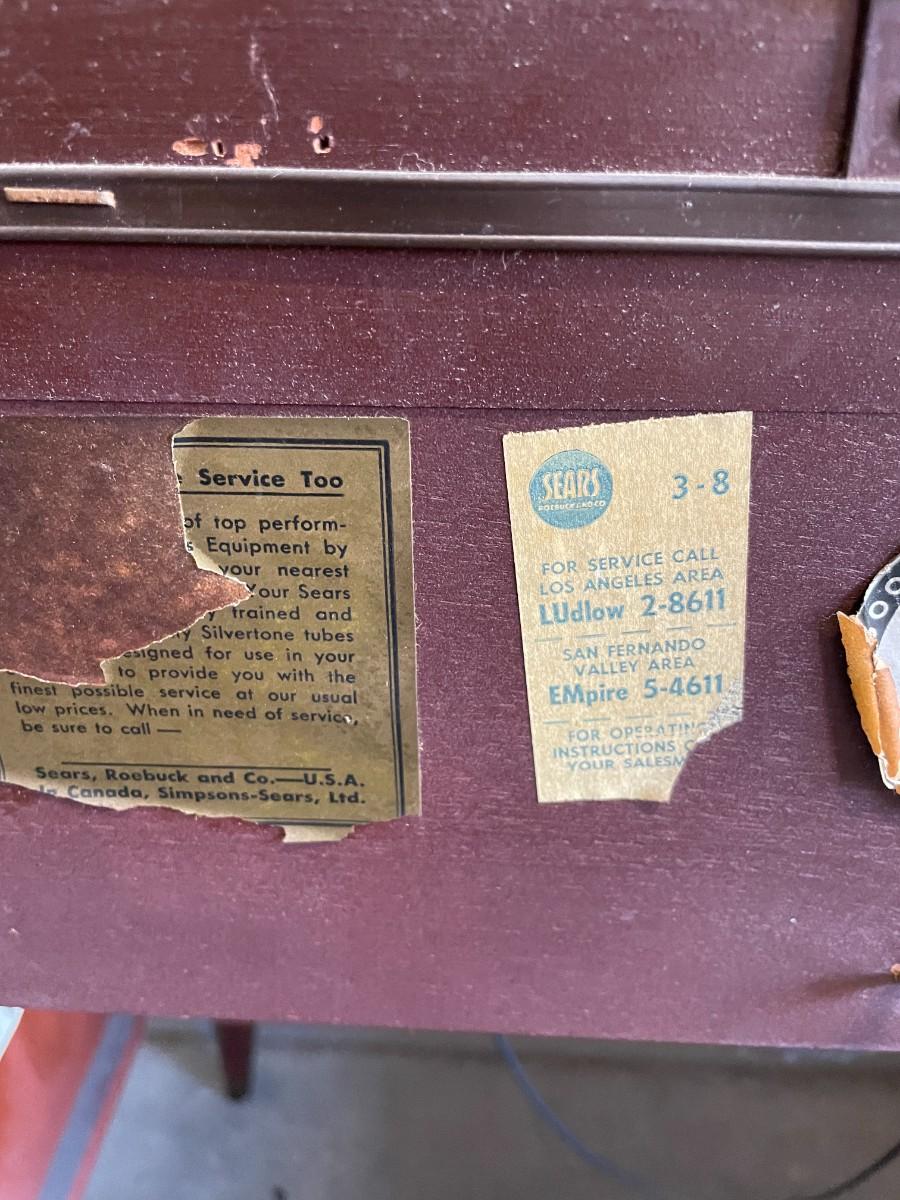 Service Too
of top perform-
Equipment by
your nearest
Your Sears
trained and
Silvertone tubes
designed for use in your
to provide you with the
finest possible service at our usual
low prices. When in need of service,
be sure to call —
Sears, Roebuck and Co.—U.S.A.
In Canada, Simpsons-Sears, Ltd.
SEARS
ROEBUCK AND CO
3-8
FOR SERVICE CALL
LOS ANGELES AREA
LUdlow 2-8611
SAN FERNANDO
VALLEY AREA
EMpire 5-4611
FOR OPERATING
INSTRUCTIONS
YOUR SALESM